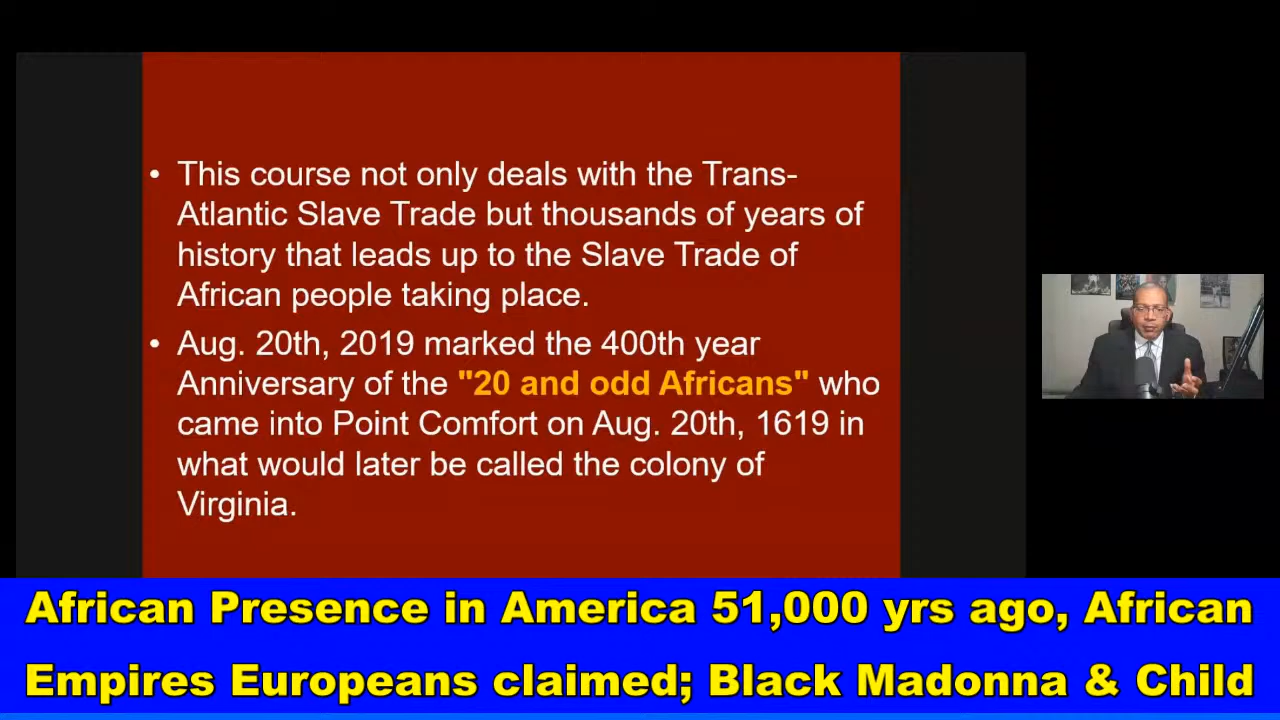 • This course not only deals with the Trans-
Atlantic Slave Trade but thousands of years of
history that leads up to the Slave Trade of
African people taking place.
• Aug. 20th, 2019 marked the 400th year
Anniversary of the "20 and odd Africans" who
came into Point Comfort on Aug. 20th, 1619 in
what would later be called the colony of
Virginia.
African Presence in America 51,000 yrs ago, African
Empires Europeans claimed; Black Madonna & Child